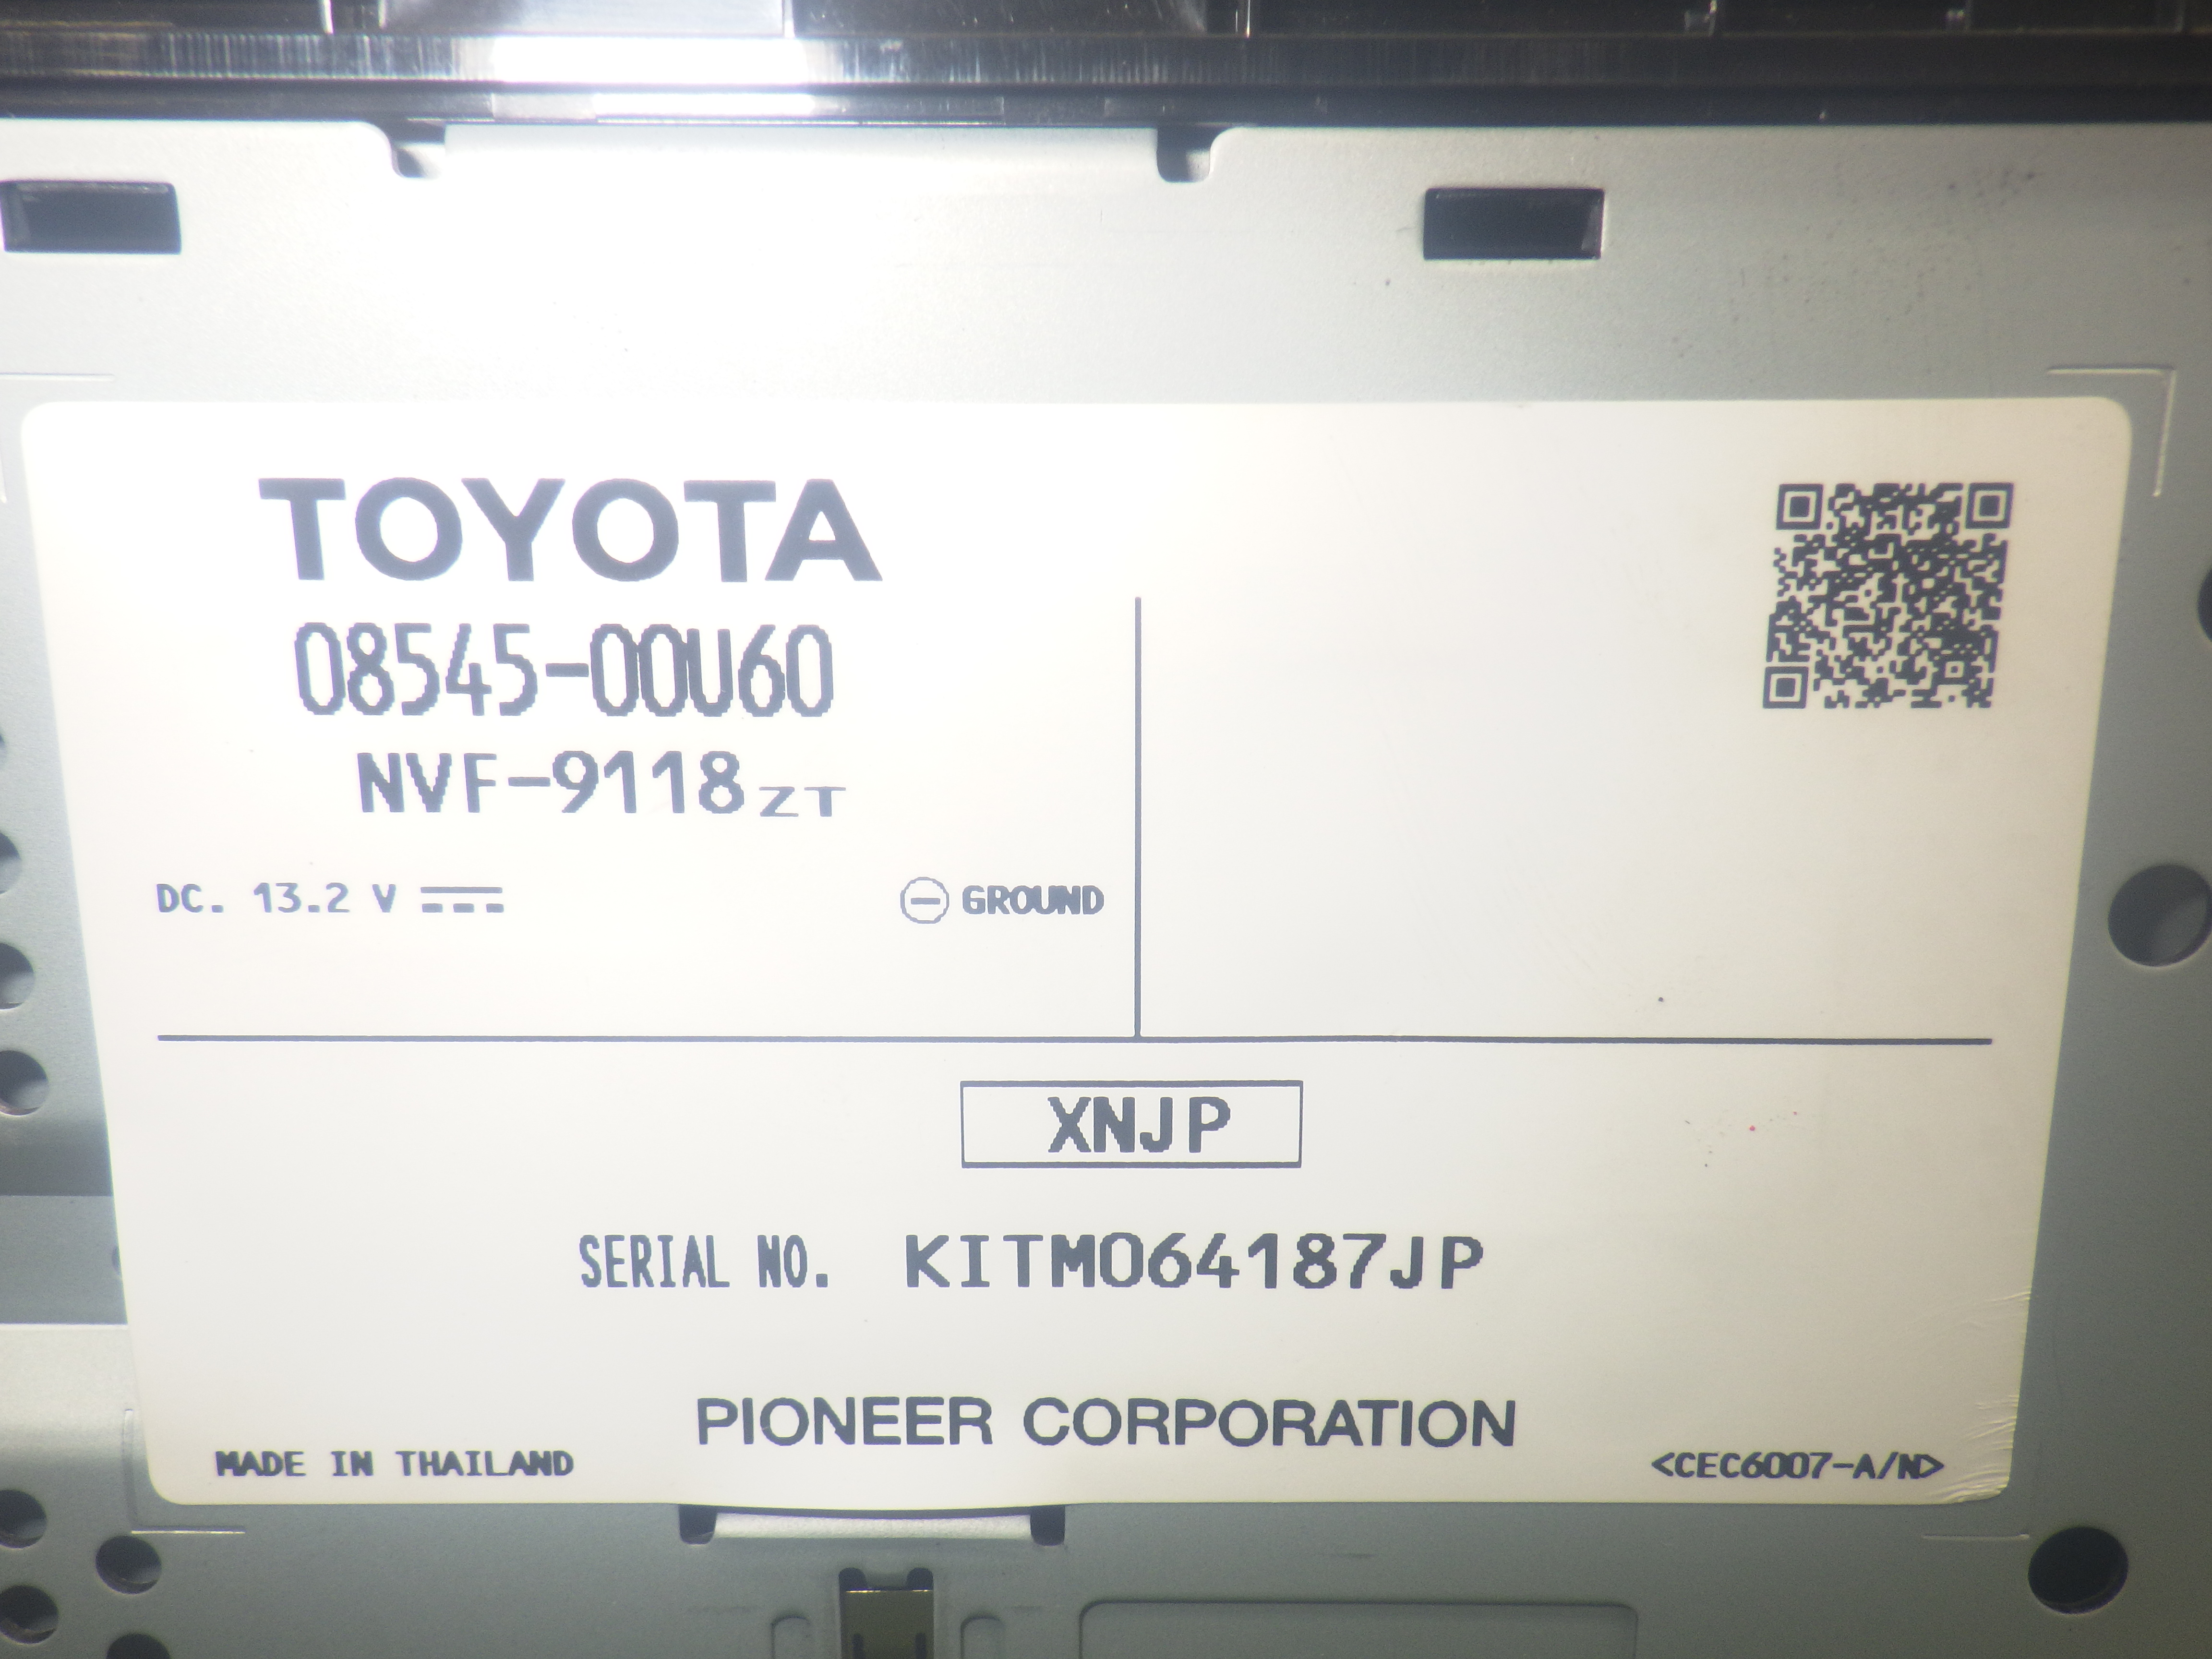 TOYOTA
08545-00U60
NVF-9118ZT
DC. 13.2 V
GROUND
XNJP
SERIAL NO. KITM064187JP
PIONEER CORPORATION
MADE IN THAILAND
<CEC6007-A/N>